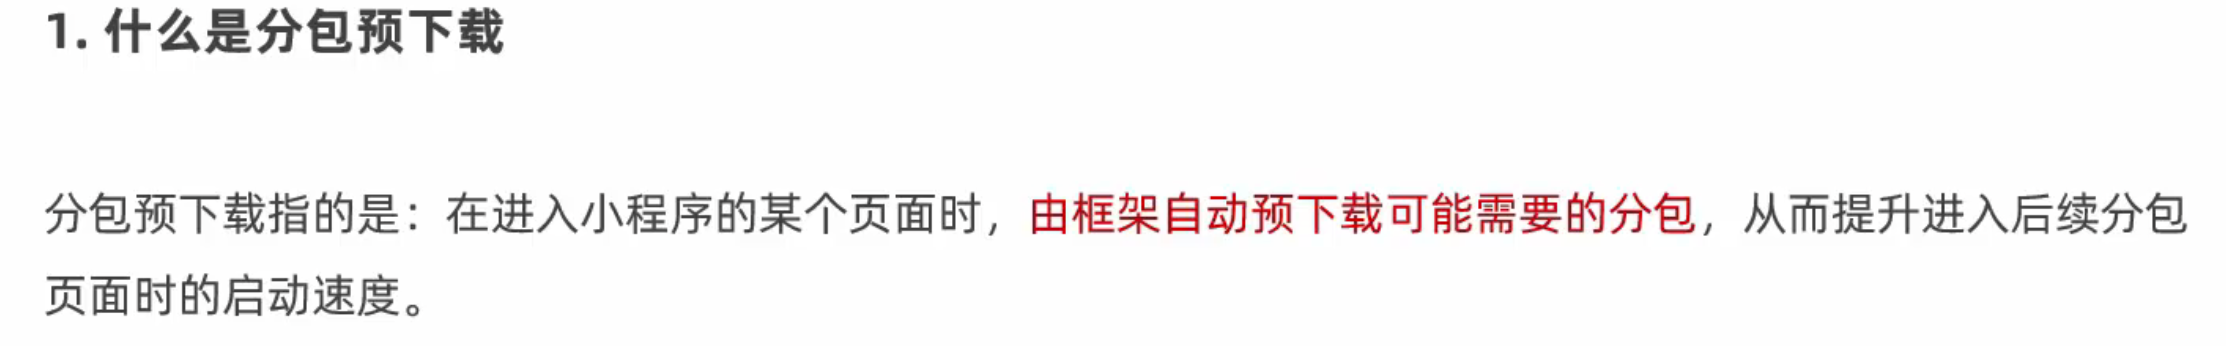 1. 什么是分包预下载
分包预下载指的是：在进入小程序的某个页面时，由框架自动预下载可能需要的分包，从而提升进入后续分包
页面时的启动速度。